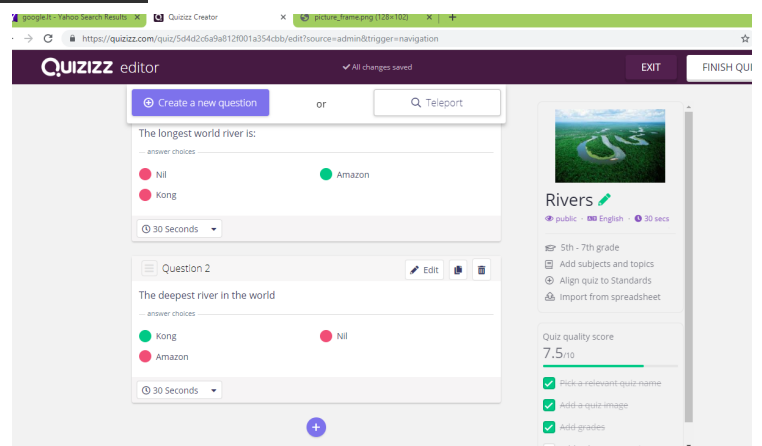 google.lt - Yahoo Search Results
Quizizz Creator
picture_frame.png (128×102)
https://quizizz.com/quiz/5d4d2c6a9a812f001a354cbb/edit?source=admin&trigger=navigation
QUIZIZZ editor
All changes saved
EXIT
FINISH QUI
Create a new question
or
Teleport
The longest world river is:
answer choices
Nil
Amazon
Kong
30 Seconds
Question 2
Edit
The deepest river in the world
answer choices
Kong
Nil
Amazon
30 Seconds
Rivers
public · English · 30 secs
5th - 7th grade
Add subjects and topics
Align quiz to Standards
Import from spreadsheet
Quiz quality score
7.5/10
Pick a relevant quiz name
Add a quiz image
Add grades